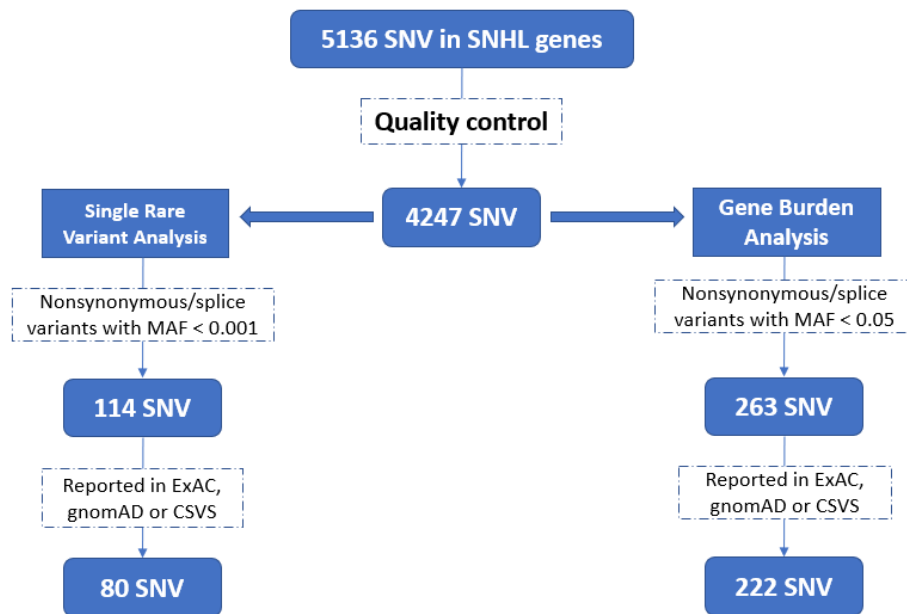 5136 SNV in SNHL genes
Quality control
4247 SNV
Single Rare
Variant Analysis
Nonsynonymous/splice
variants with MAF < 0.001
114 SNV
Reported in ExAC,
gnomAD or CSVS
80 SNV
Gene Burden
Analysis
Nonsynonymous/splice
variants with MAF < 0.05
263 SNV
Reported in ExAC,
gnomAD or CSVS
222 SNV